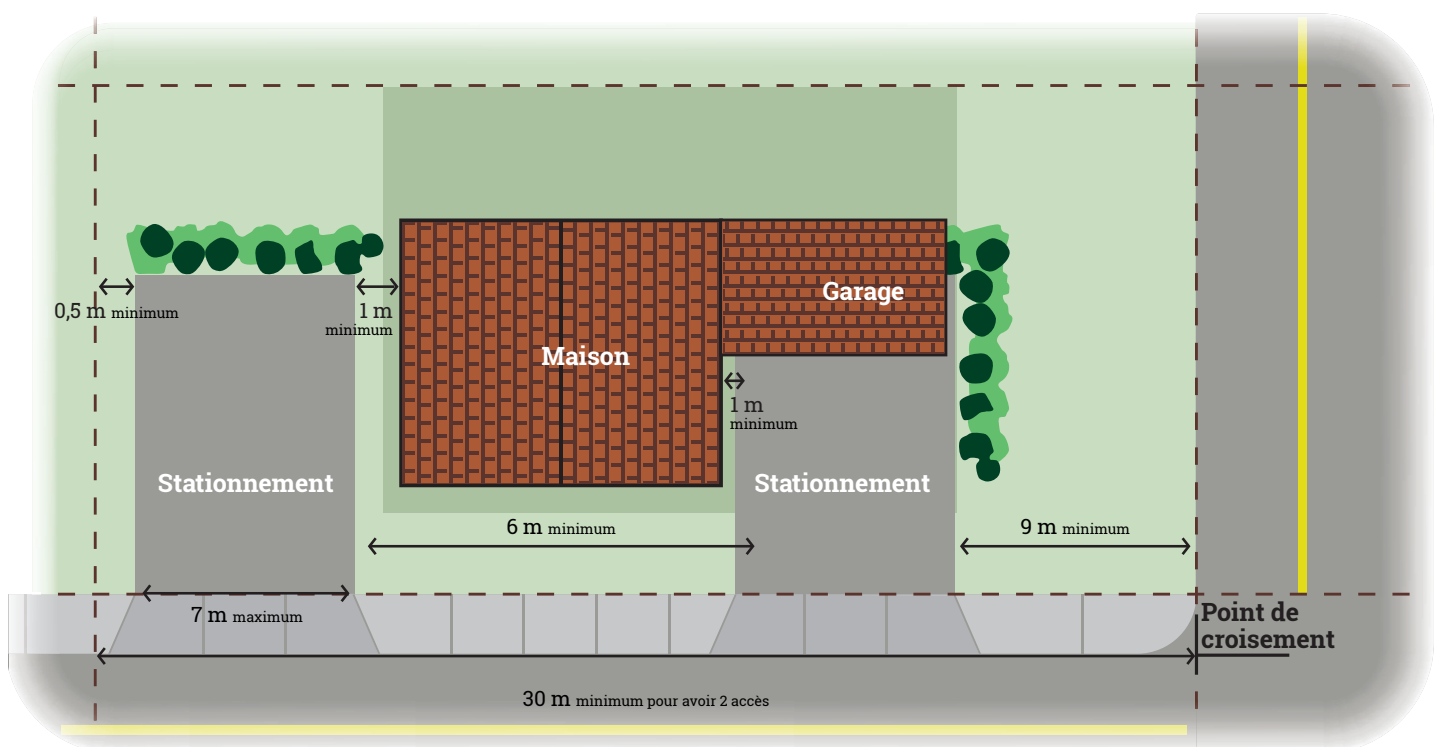 Garage
0,5 m minimum
1 m
minimum
Maison
1 m
minimum
Stationnement
Stationnement
6 m minimum
9 m minimum
7 m maximum
Point de
croisement
30 m minimum pour avoir 2 accès